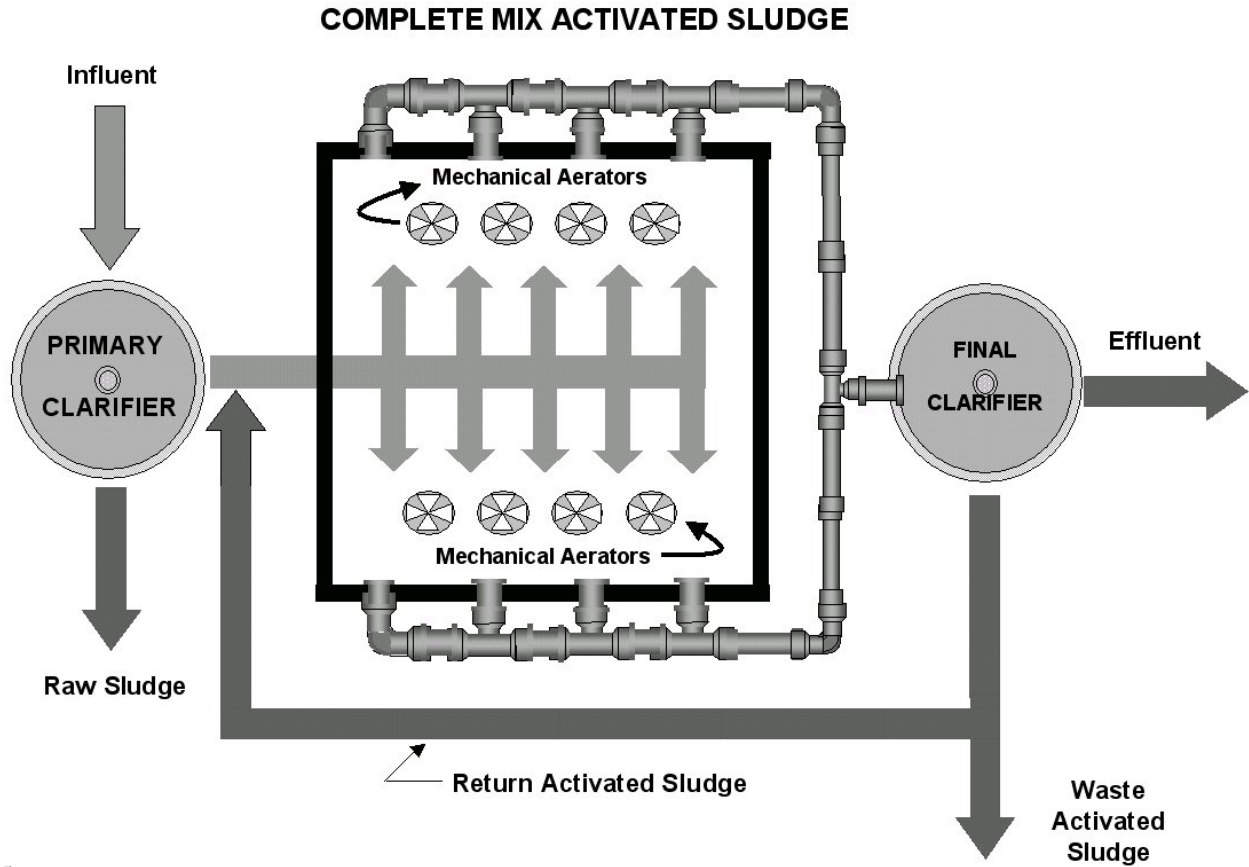 COMPLETE MIX ACTIVATED SLUDGE
Influent
Mechanical Aerators
PRIMARY
CLARIFIER
FINAL
CLARIFIER
Effluent
Mechanical Aerators
Raw Sludge
Return Activated Sludge
Waste
Activated
Sludge